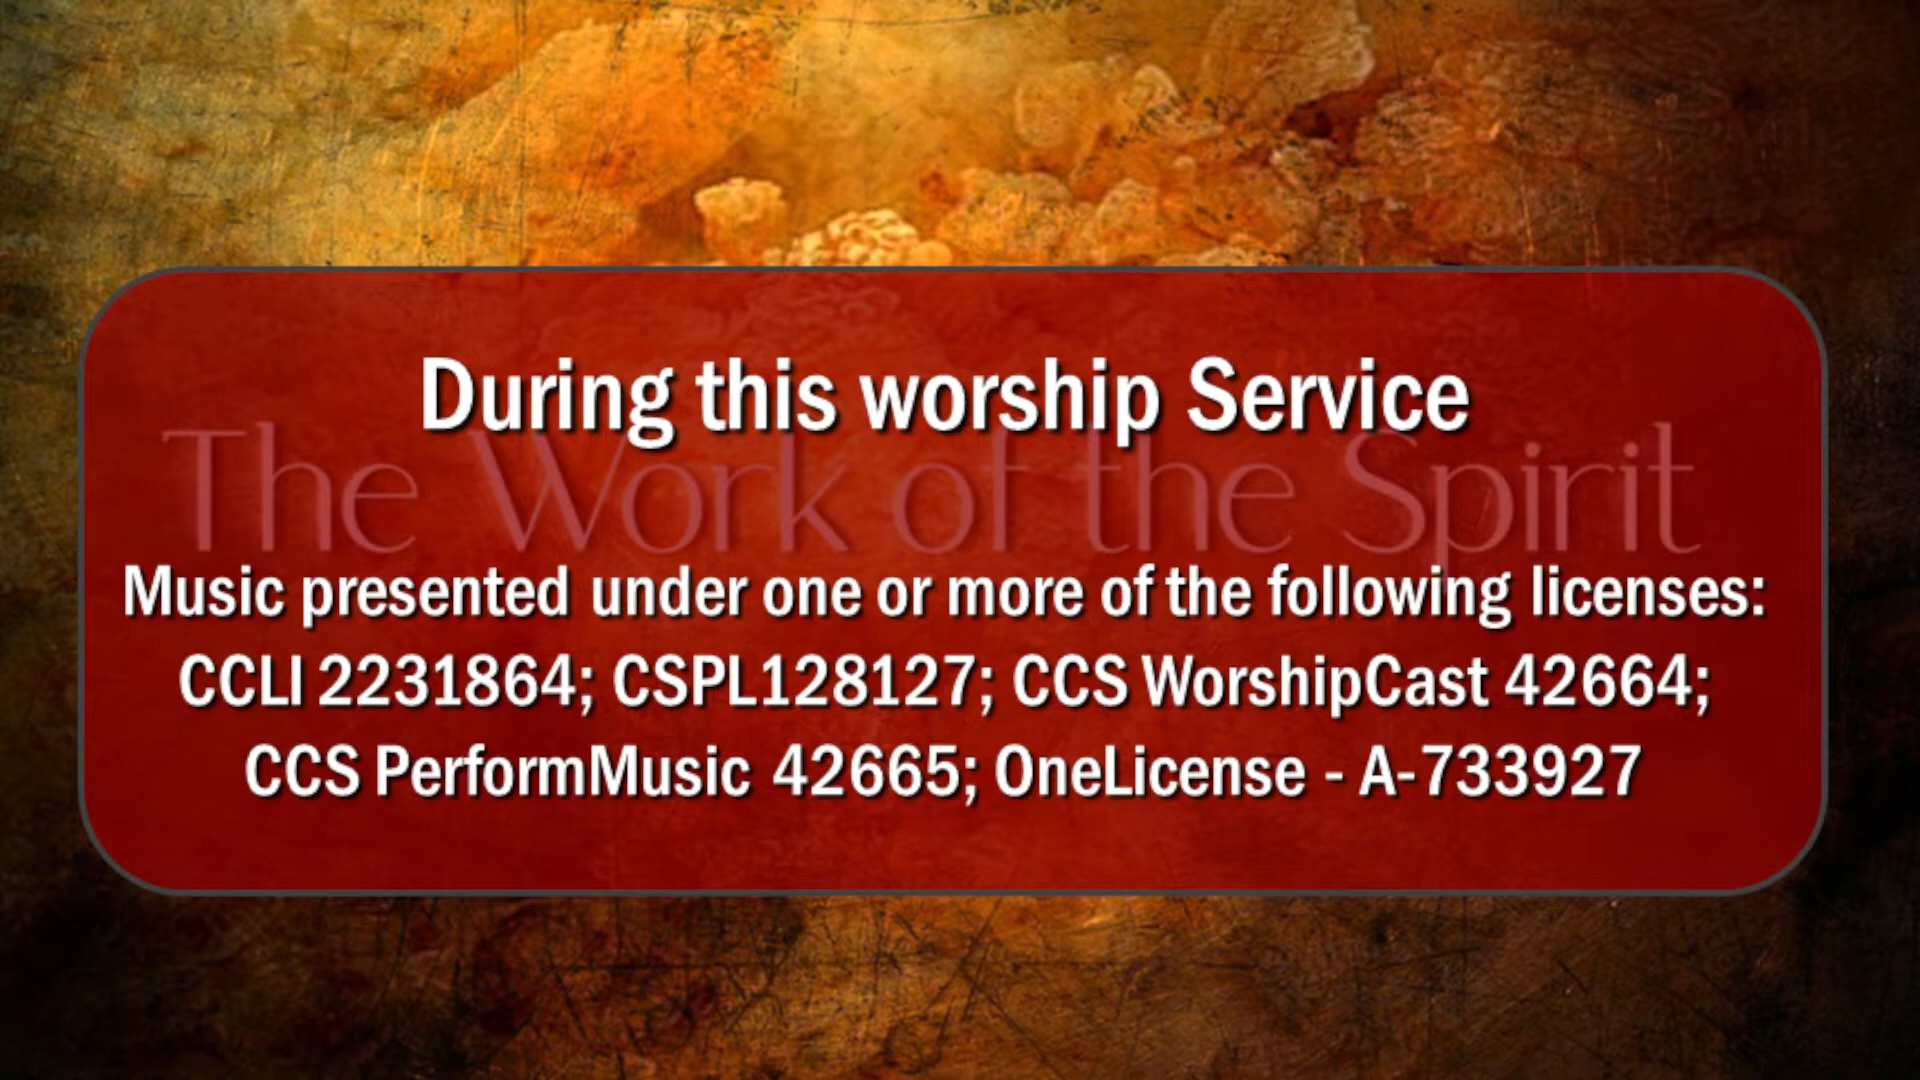 During this worship Service
The Work of the Spirit
Music presented under one or more of the following licenses:
CCLI 2231864; CSPL128127; CCS WorshipCast 42664;
CCS PerformMusic 42665; OneLicense - A-733927